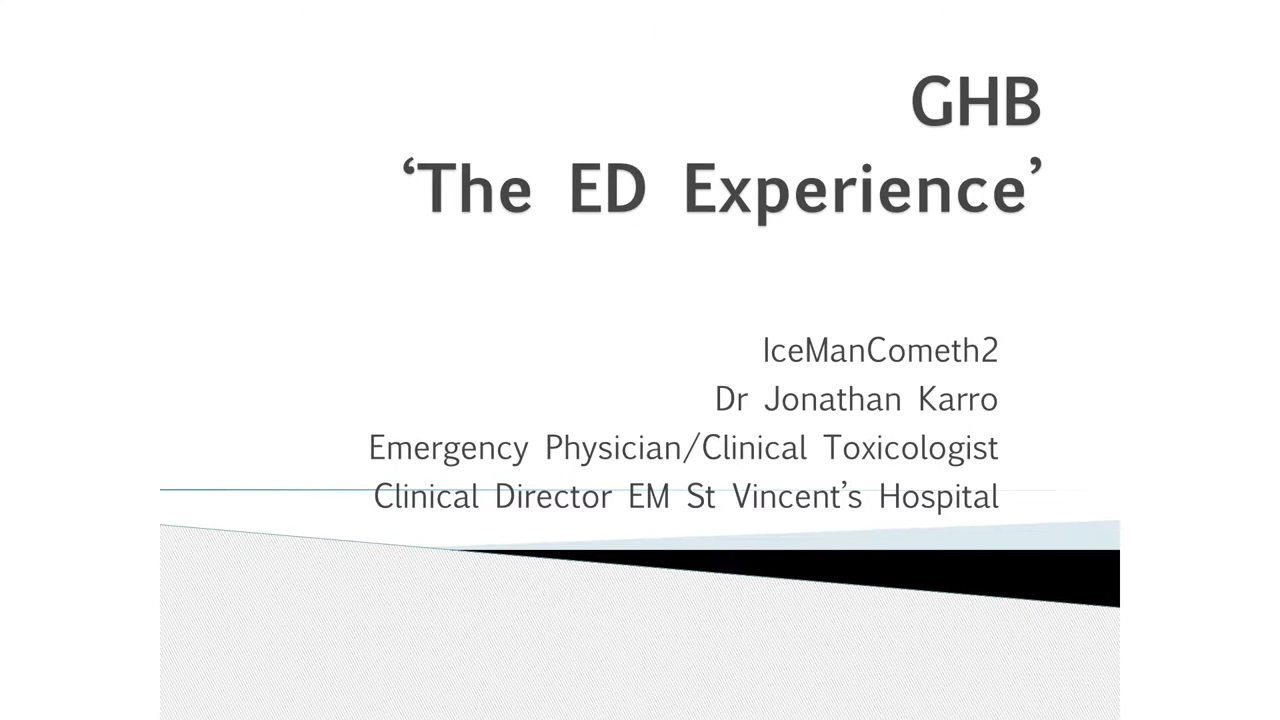 GHB
‘The ED Experience’
IceManCometh2
Dr Jonathan Karro
Emergency Physician/Clinical Toxicologist
Clinical Director EM St Vincent’s Hospital